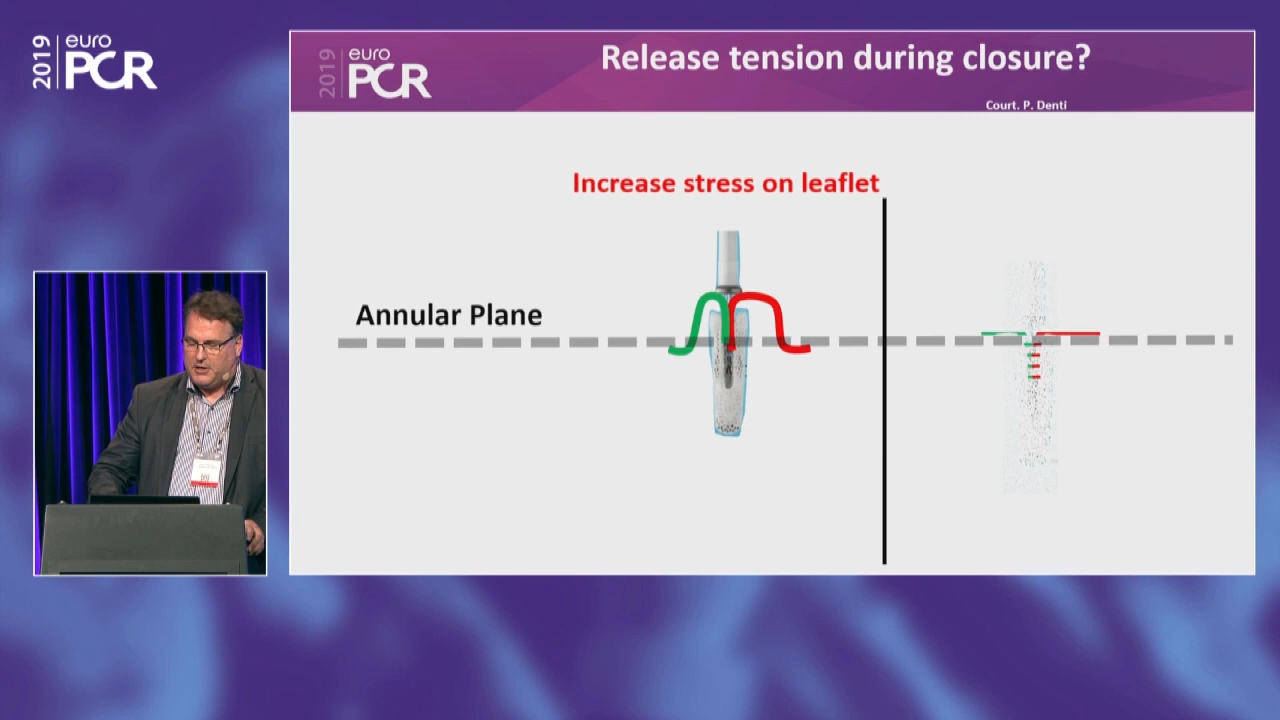 2019 euro PCR
2019 euro PCR
Release tension during closure?
Court. P. Denti
Increase stress on leaflet
Annular Plane